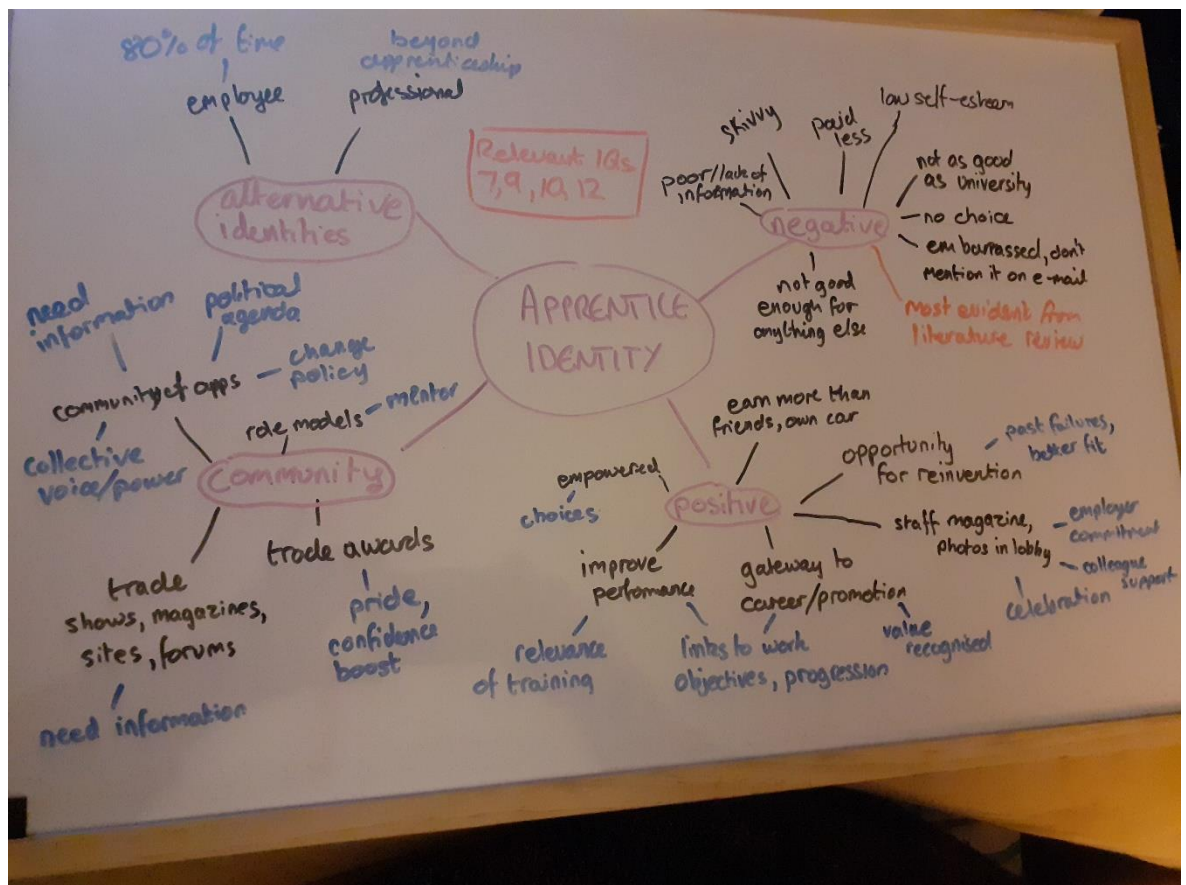 80% of time
employee
beyond
apprenticeship
professional
alternative
identities
Relevant IQs
7, 9, 10, 12
skivvy
paid
less
low self-esteem
poor/lack of
information
not as good
as University
no choice
embarrassed, don't
mention it on e-mail
negative
not good
enough for
anything else
most evident from
literature review
APPRENTICE
IDENTITY
need
information
political
agenda
change
policy
community of apps
role models
mentor
collective
voice/power
community
trade awards
pride,
confidence
boost
trade
shows, magazines,
sites, forums
need information
earn more than
friends, own car
empowered
choices
positive
opportunity
for reinvention
past failures,
better fit
staff magazine,
photos in lobby
employer
commitment
colleague
support
celebration
improve
perfomance
gateway to
career/promotion
relevance
of training
links to work
objectives, progression
value
recognised